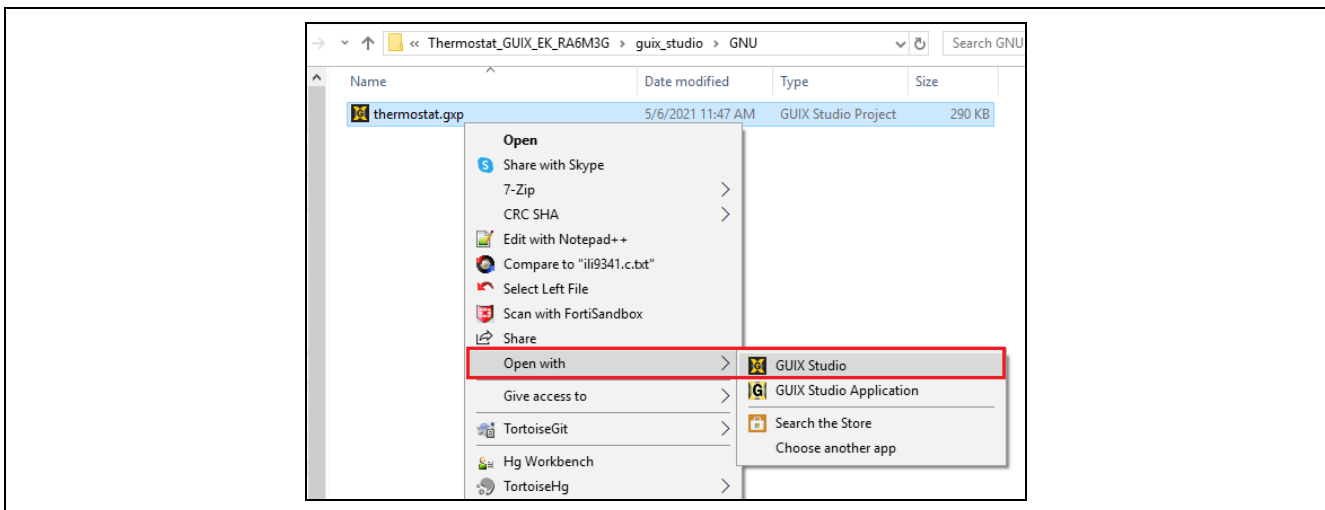 « Thermostat_GUIX_EK_RA6M3G > guix_studio > GNU
Search GNU
Name Date modified Type Size
thermostat.gxp 5/6/2021 11:47 AM GUIX Studio Project 290 KB
Open
Share with Skype
7-Zip
CRC SHA
Edit with Notepad++
Compare to "ili9341.c.txt"
Select Left File
Scan with FortiSandbox
Share
Open with
GUIX Studio
GUIX Studio Application
Give access to
Search the Store
TortoiseGit
Choose another app
Hg Workbench
TortoiseHg